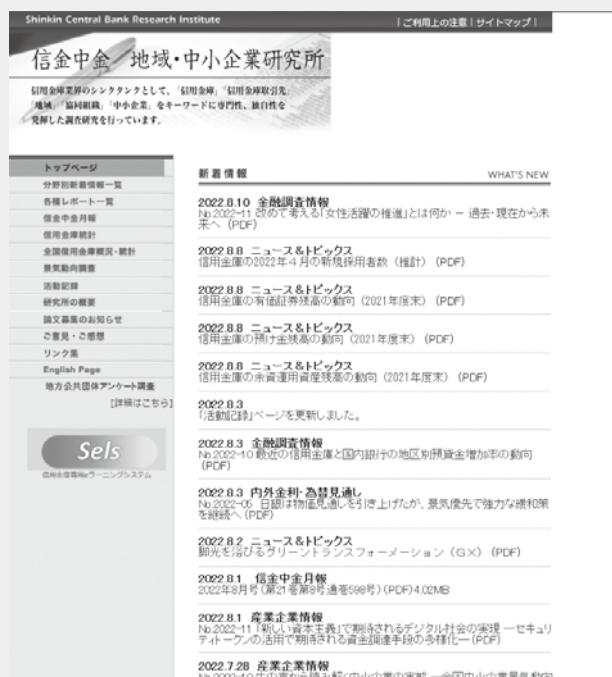 Shinkin Central Bank Research Institute
｜ご利用上の注意｜サイトマップ｜
信金中金 地域・中小企業研究所
信用金庫業界のシンクタンクとして、「信用金庫」「信用金庫取引先」
「地域」「協同組織」「中小企業」をキーワードに専門性、独自性を
発揮した調査研究を行っています。
トップページ
分野別新着情報一覧
各種レポート一覧
信金中金月報
信用金庫統計
全国信用金庫概況・統計
景気動向調査
活動記録
研究所の概要
論文募集のお知らせ
ご意見・ご感想
リンク集
English Page
地方公共団体アンケート調査
[詳細はこちら]
Sels
信用金庫専用eラーニングシステム
新着情報
WHAT'S NEW
2022.8.10 金融調査情報
No.2022-11 改めて考える「女性活躍の推進」とは何か － 過去・現在から未
来へ (PDF)
2022.8.8 ニュース&トピックス
信用金庫の2022年４月の新規採用者数（推計） (PDF)
2022.8.8 ニュース&トピックス
信用金庫の有価証券残高の動向（2021年度末） (PDF)
2022.8.8 ニュース&トピックス
信用金庫の預け金残高の動向（2021年度末） (PDF)
2022.8.8 ニュース&トピックス
信用金庫の余資運用資産残高の動向（2021年度末） (PDF)
2022.8.3
「活動記録」ページを更新しました。
2022.8.3 金融調査情報
No.2022-10 最近の信用金庫と国内銀行の地区別預貸金増加率の動向
(PDF)
2022.8.3 内外金利・為替見通し
No.2022-05 日銀は物価見通しを引き上げたが、景気優先で強力な緩和策
を継続へ (PDF)
2022.8.2 ニュース&トピックス
脚光を浴びるグリーントランスフォーメーション（ＧＸ） (PDF)
2022.8.1 信金中金月報
2022年8月号（第21巻第8号通巻598号）(PDF)4.02MB
2022.8.1 産業企業情報
No.2022-11 「新しい資本主義」で期待されるデジタル社会の実現 ―セキュリ
ティトークンの活用で期待される資金調達手段の多様化― (PDF)
2022.7.28 産業企業情報